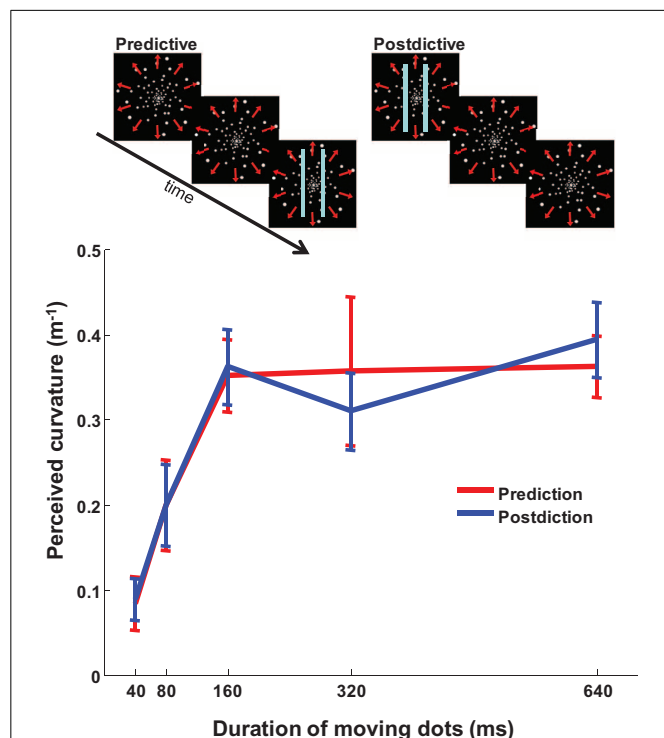 Predictive
Postdictive
time
0.5
0.4
0.3
0.2
0.1
0
Perceived curvature (m⁻¹)
Prediction
Postdiction
40 80 160 320 640
Duration of moving dots (ms)